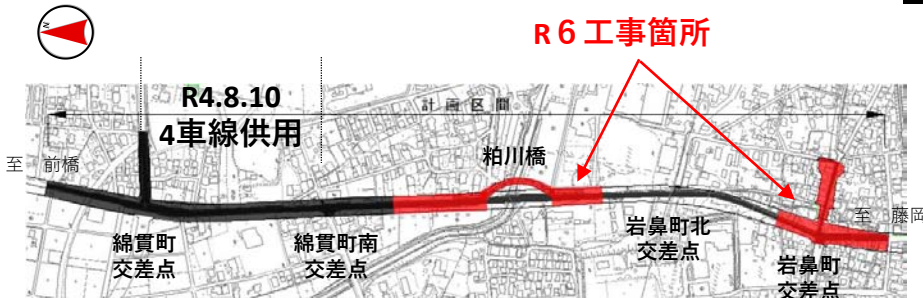 N
R6工事箇所
R4.8.10
4車線供用
計画区間
粕川橋
至 前橋
至 藤岡
綿貫町
交差点
綿貫町南
交差点
岩鼻町北
交差点
岩鼻町
交差点